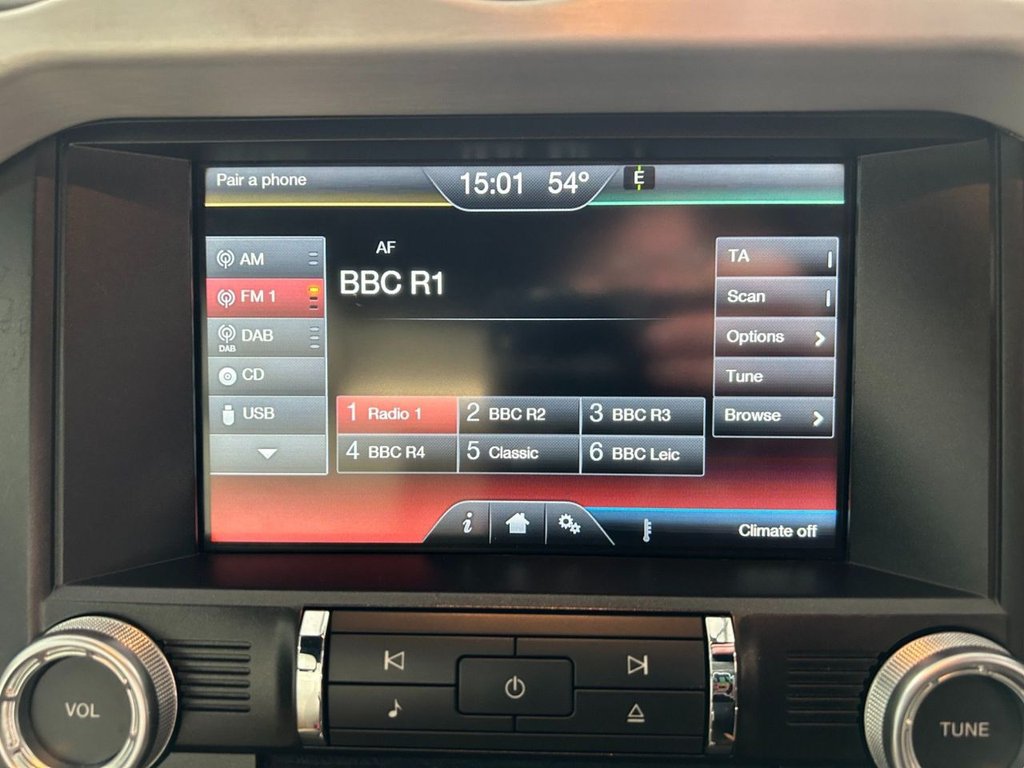 Pair a phone
15:01 54° E
AM
FM 1
DAB
DAB
CD
USB
AF
BBC R1
TA
Scan
Options
Tune
Browse
1 Radio 1
2 BBC R2
3 BBC R3
4 BBC R4
5 Classic
6 BBC Leic
i
Climate off
VOL
TUNE